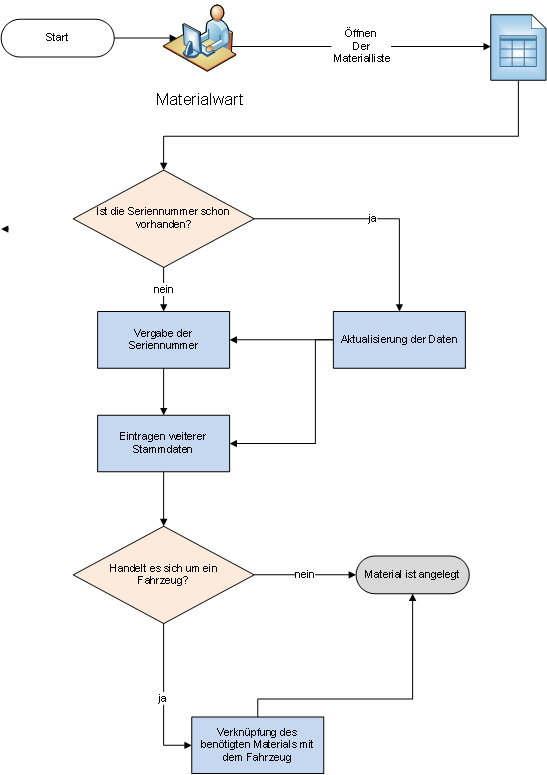 Start
Öffnen
Der
Materialliste
Materialwart
Ist die Seriennummer schon
vorhanden?
ja
nein
Vergabe der
Seriennummer
Aktualisierung der Daten
Eintragen weiterer
Stammdaten
Handelt es sich um ein
Fahrzeug?
nein
Material ist angelegt
ja
Verknüpfung des
benötigten Materials mit
dem Fahrzeug